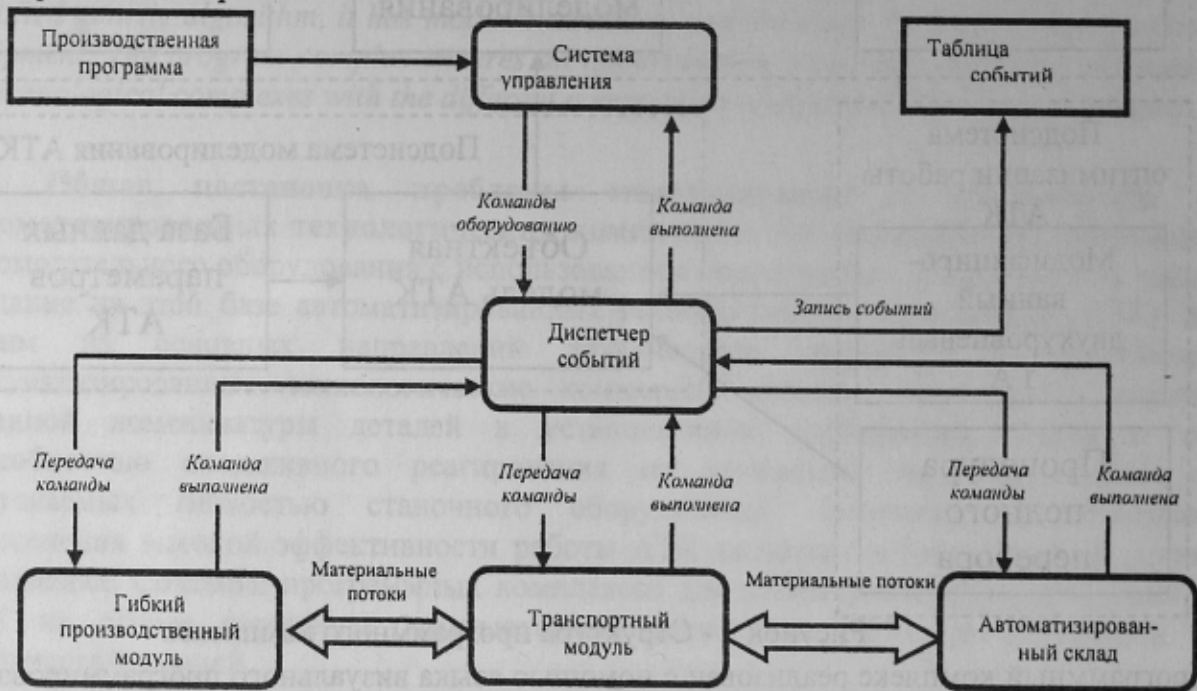 Производственная
программа
Система
управления
Таблица
событий
Команды
оборудованию
Команда
выполнена
Запись событий
Диспетчер
событий
Передача
команды
Команда
выполнена
Передача
команды
Команда
выполнена
Передача
команды
Команда
выполнена
Гибкий
производственный
модуль
Материальные
потоки
Транспортный
модуль
Материальные потоки
Автоматизирован-
ный склад